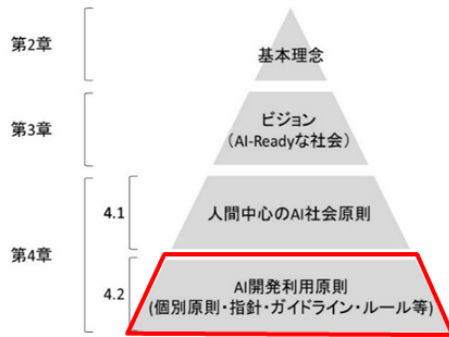 第2章
基本理念
第3章
ビジョン
(AI-Readyな社会)
第4章
4.1
人間中心のAI社会原則
4.2
AI開発利用原則
(個別原則・指針・ガイドライン・ルール等)